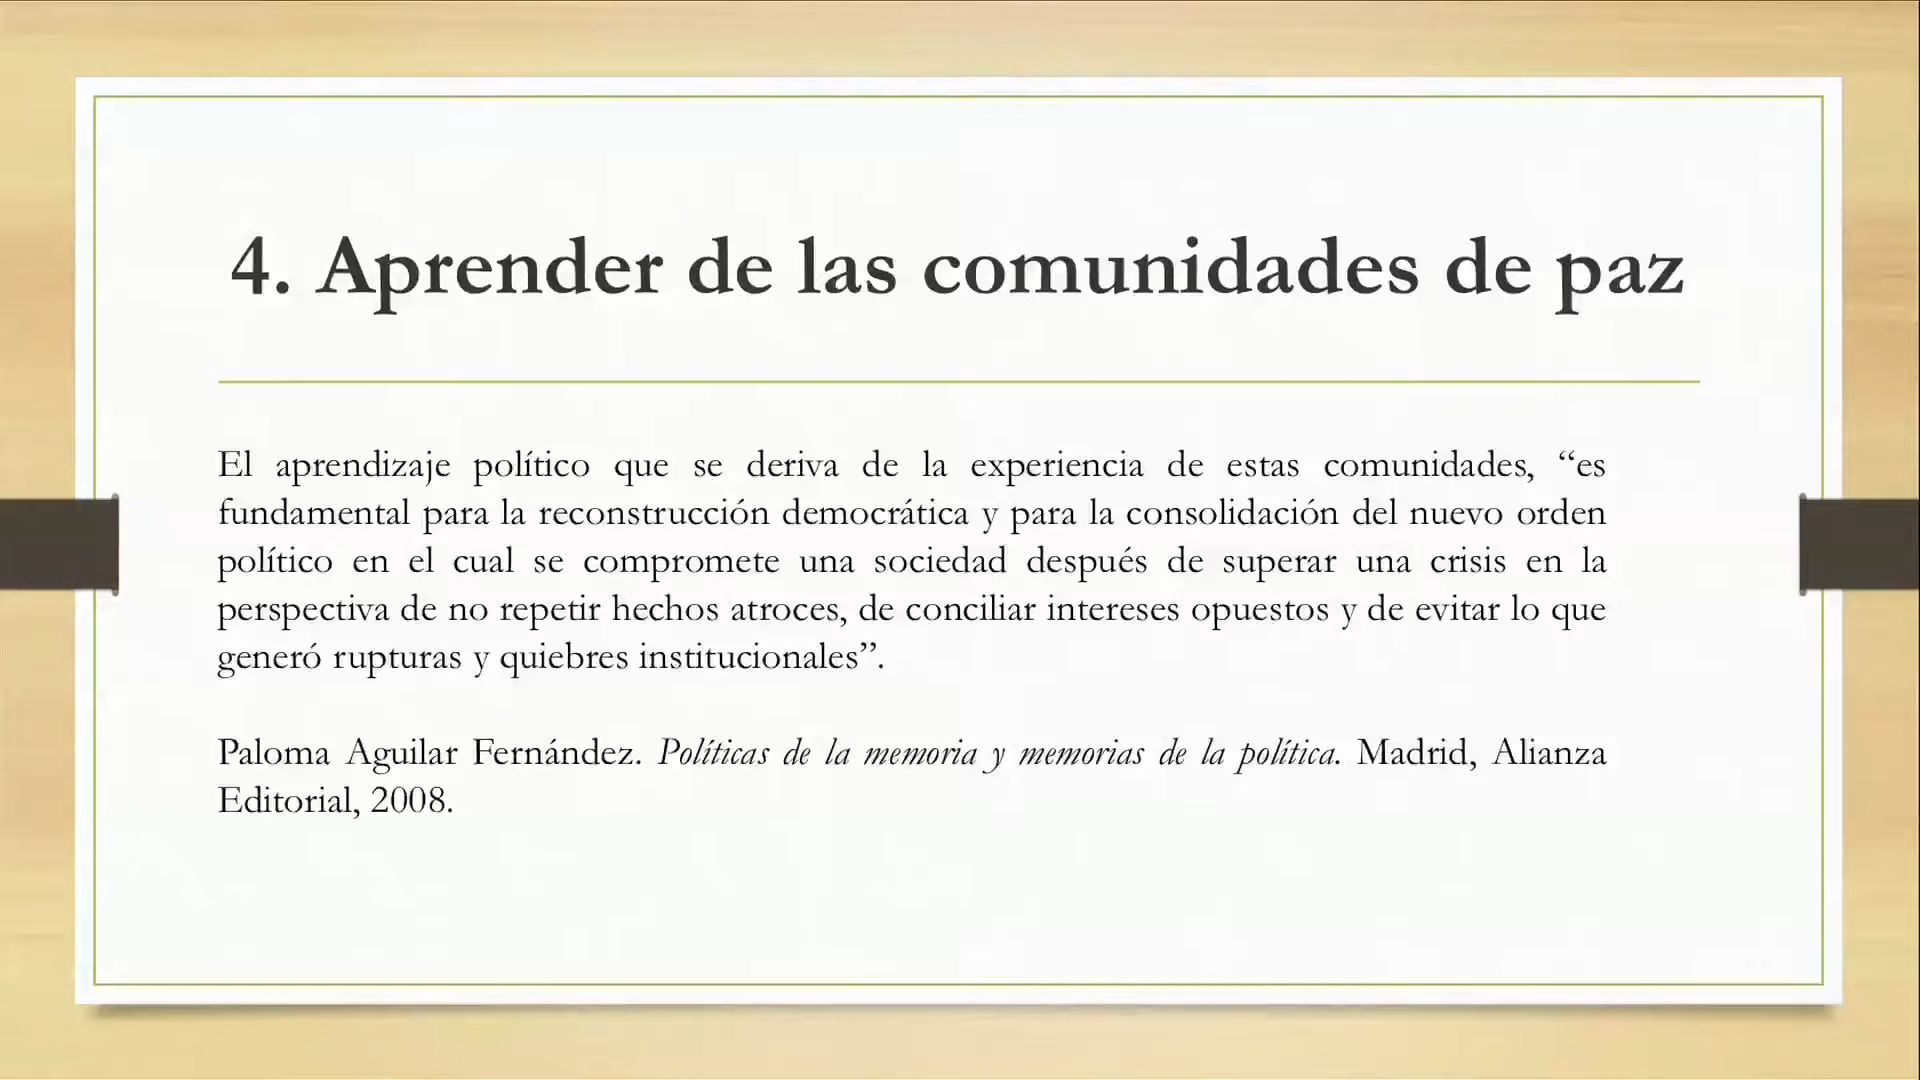 4. Aprender de las comunidades de paz
El aprendizaje político que se deriva de la experiencia de estas comunidades, “es
fundamental para la reconstrucción democrática y para la consolidación del nuevo orden
político en el cual se compromete una sociedad después de superar una crisis en la
perspectiva de no repetir hechos atroces, de conciliar intereses opuestos y de evitar lo que
generó rupturas y quiebres institucionales”.
Paloma Aguilar Fernández. Políticas de la memoria y memorias de la política. Madrid, Alianza
Editorial, 2008.